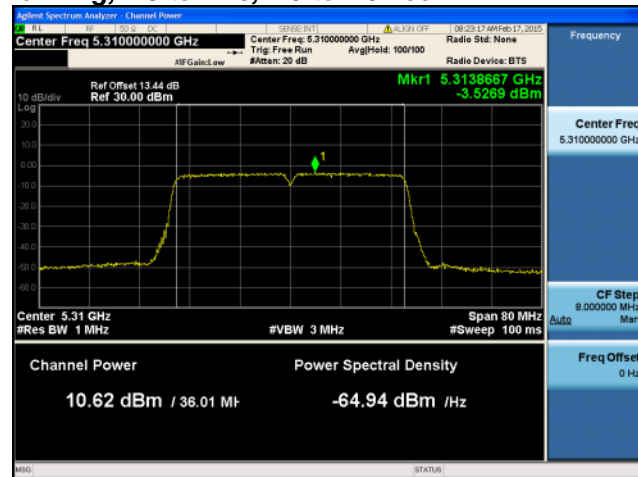 Agilent Spectrum Analyzer - Channel Power
RL RF 50 Ω DC SENSE:INT ALIGN OFF 08:23:17 AM Feb 17, 2015
Center Freq 5.310000000 GHz
Center Freq: 5.310000000 GHz Radio Std: None
Trig: Free Run Avg|Hold: 100/100
#IFGain:Low #Atten: 20 dB Radio Device: BTS
Frequency
Mkr1 5.3138667 GHz
-3.5269 dBm
Ref Offset 13.44 dB
10 dB/div Ref 30.00 dBm
Log
20.0
10.0
0.00
-10.0
-20.0
-30.0
-40.0
-50.0
-60.0
1
Center 5.31 GHz Span 80 MHz
#Res BW 1 MHz #VBW 3 MHz #Sweep 100 ms
Center Freq
5.310000000 GHz
CF Step
8.000000 MHz
Auto Man
Freq Offset
0 Hz
Channel Power Power Spectral Density
10.62 dBm / 36.01 MH -64.94 dBm /Hz
MSG STATUS